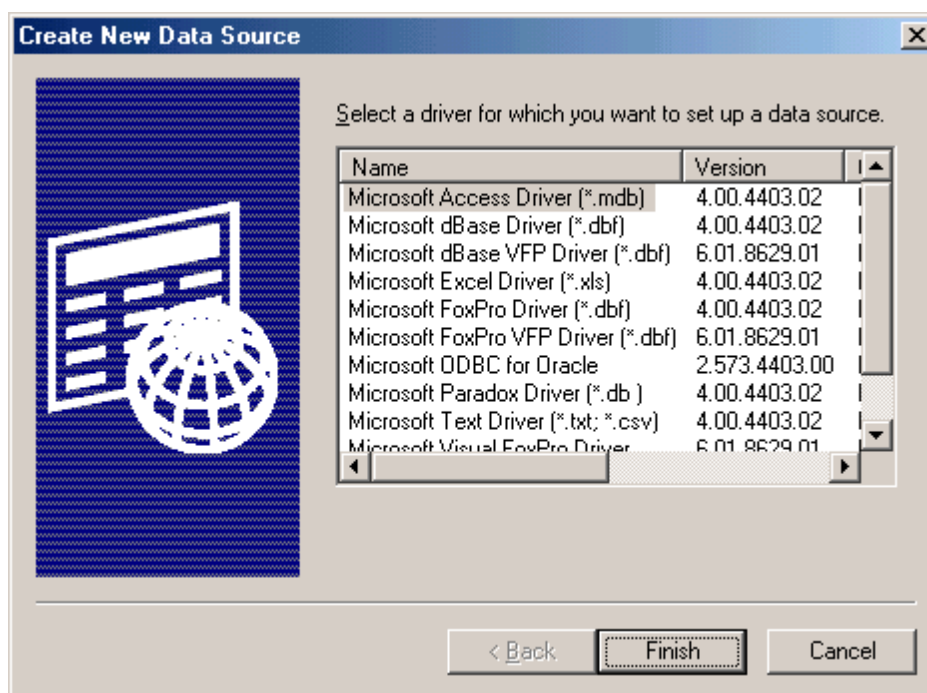 Create New Data Source
Select a driver for which you want to set up a data source.
Name Version
Microsoft Access Driver (*.mdb) 4.00.4403.02
Microsoft dBase Driver (*.dbf) 4.00.4403.02
Microsoft dBase VFP Driver (*.dbf) 6.01.8629.01
Microsoft Excel Driver (*.xls) 4.00.4403.02
Microsoft FoxPro Driver (*.dbf) 4.00.4403.02
Microsoft FoxPro VFP Driver (*.dbf) 6.01.8629.01
Microsoft ODBC for Oracle 2.573.4403.00
Microsoft Paradox Driver (*.db ) 4.00.4403.02
Microsoft Text Driver (*.txt; *.csv) 4.00.4403.02
Microsoft Visual FoxPro Driver 6.01.8629.01
< Back Finish Cancel